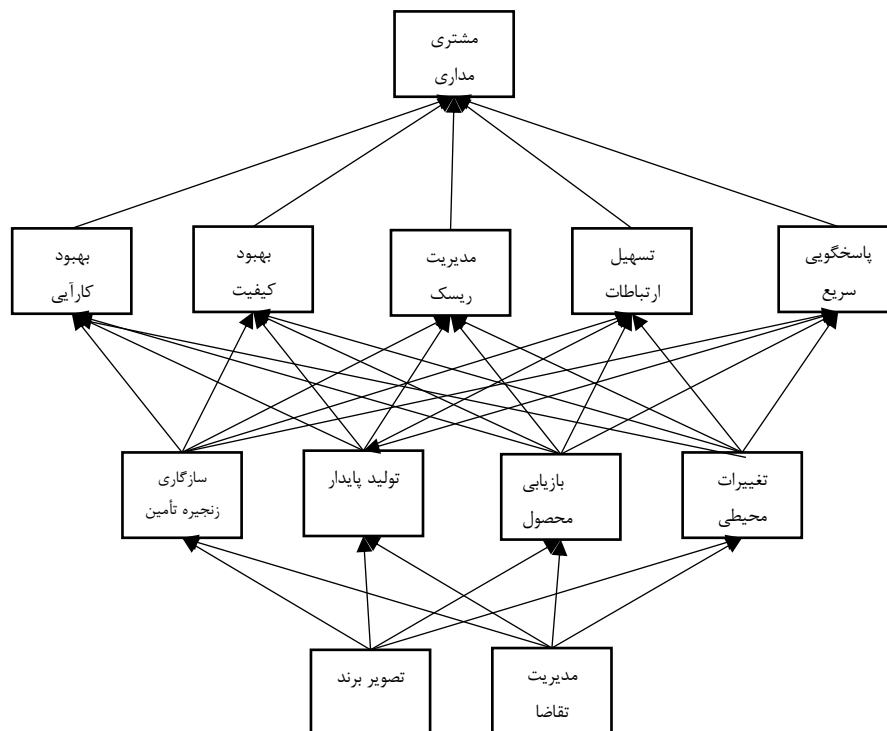 مشتری
مداری
پاسخگویی
سریع
تسهیل
ارتباطات
مدیریت
ریسک
بهبود
کیفیت
بهبود
کارآیی
تغییرات
محیطی
بازیابی
محصول
تولید پایدار
سازگاری
زنجیره تأمین
مدیریت
تقاضا
تصویر برند